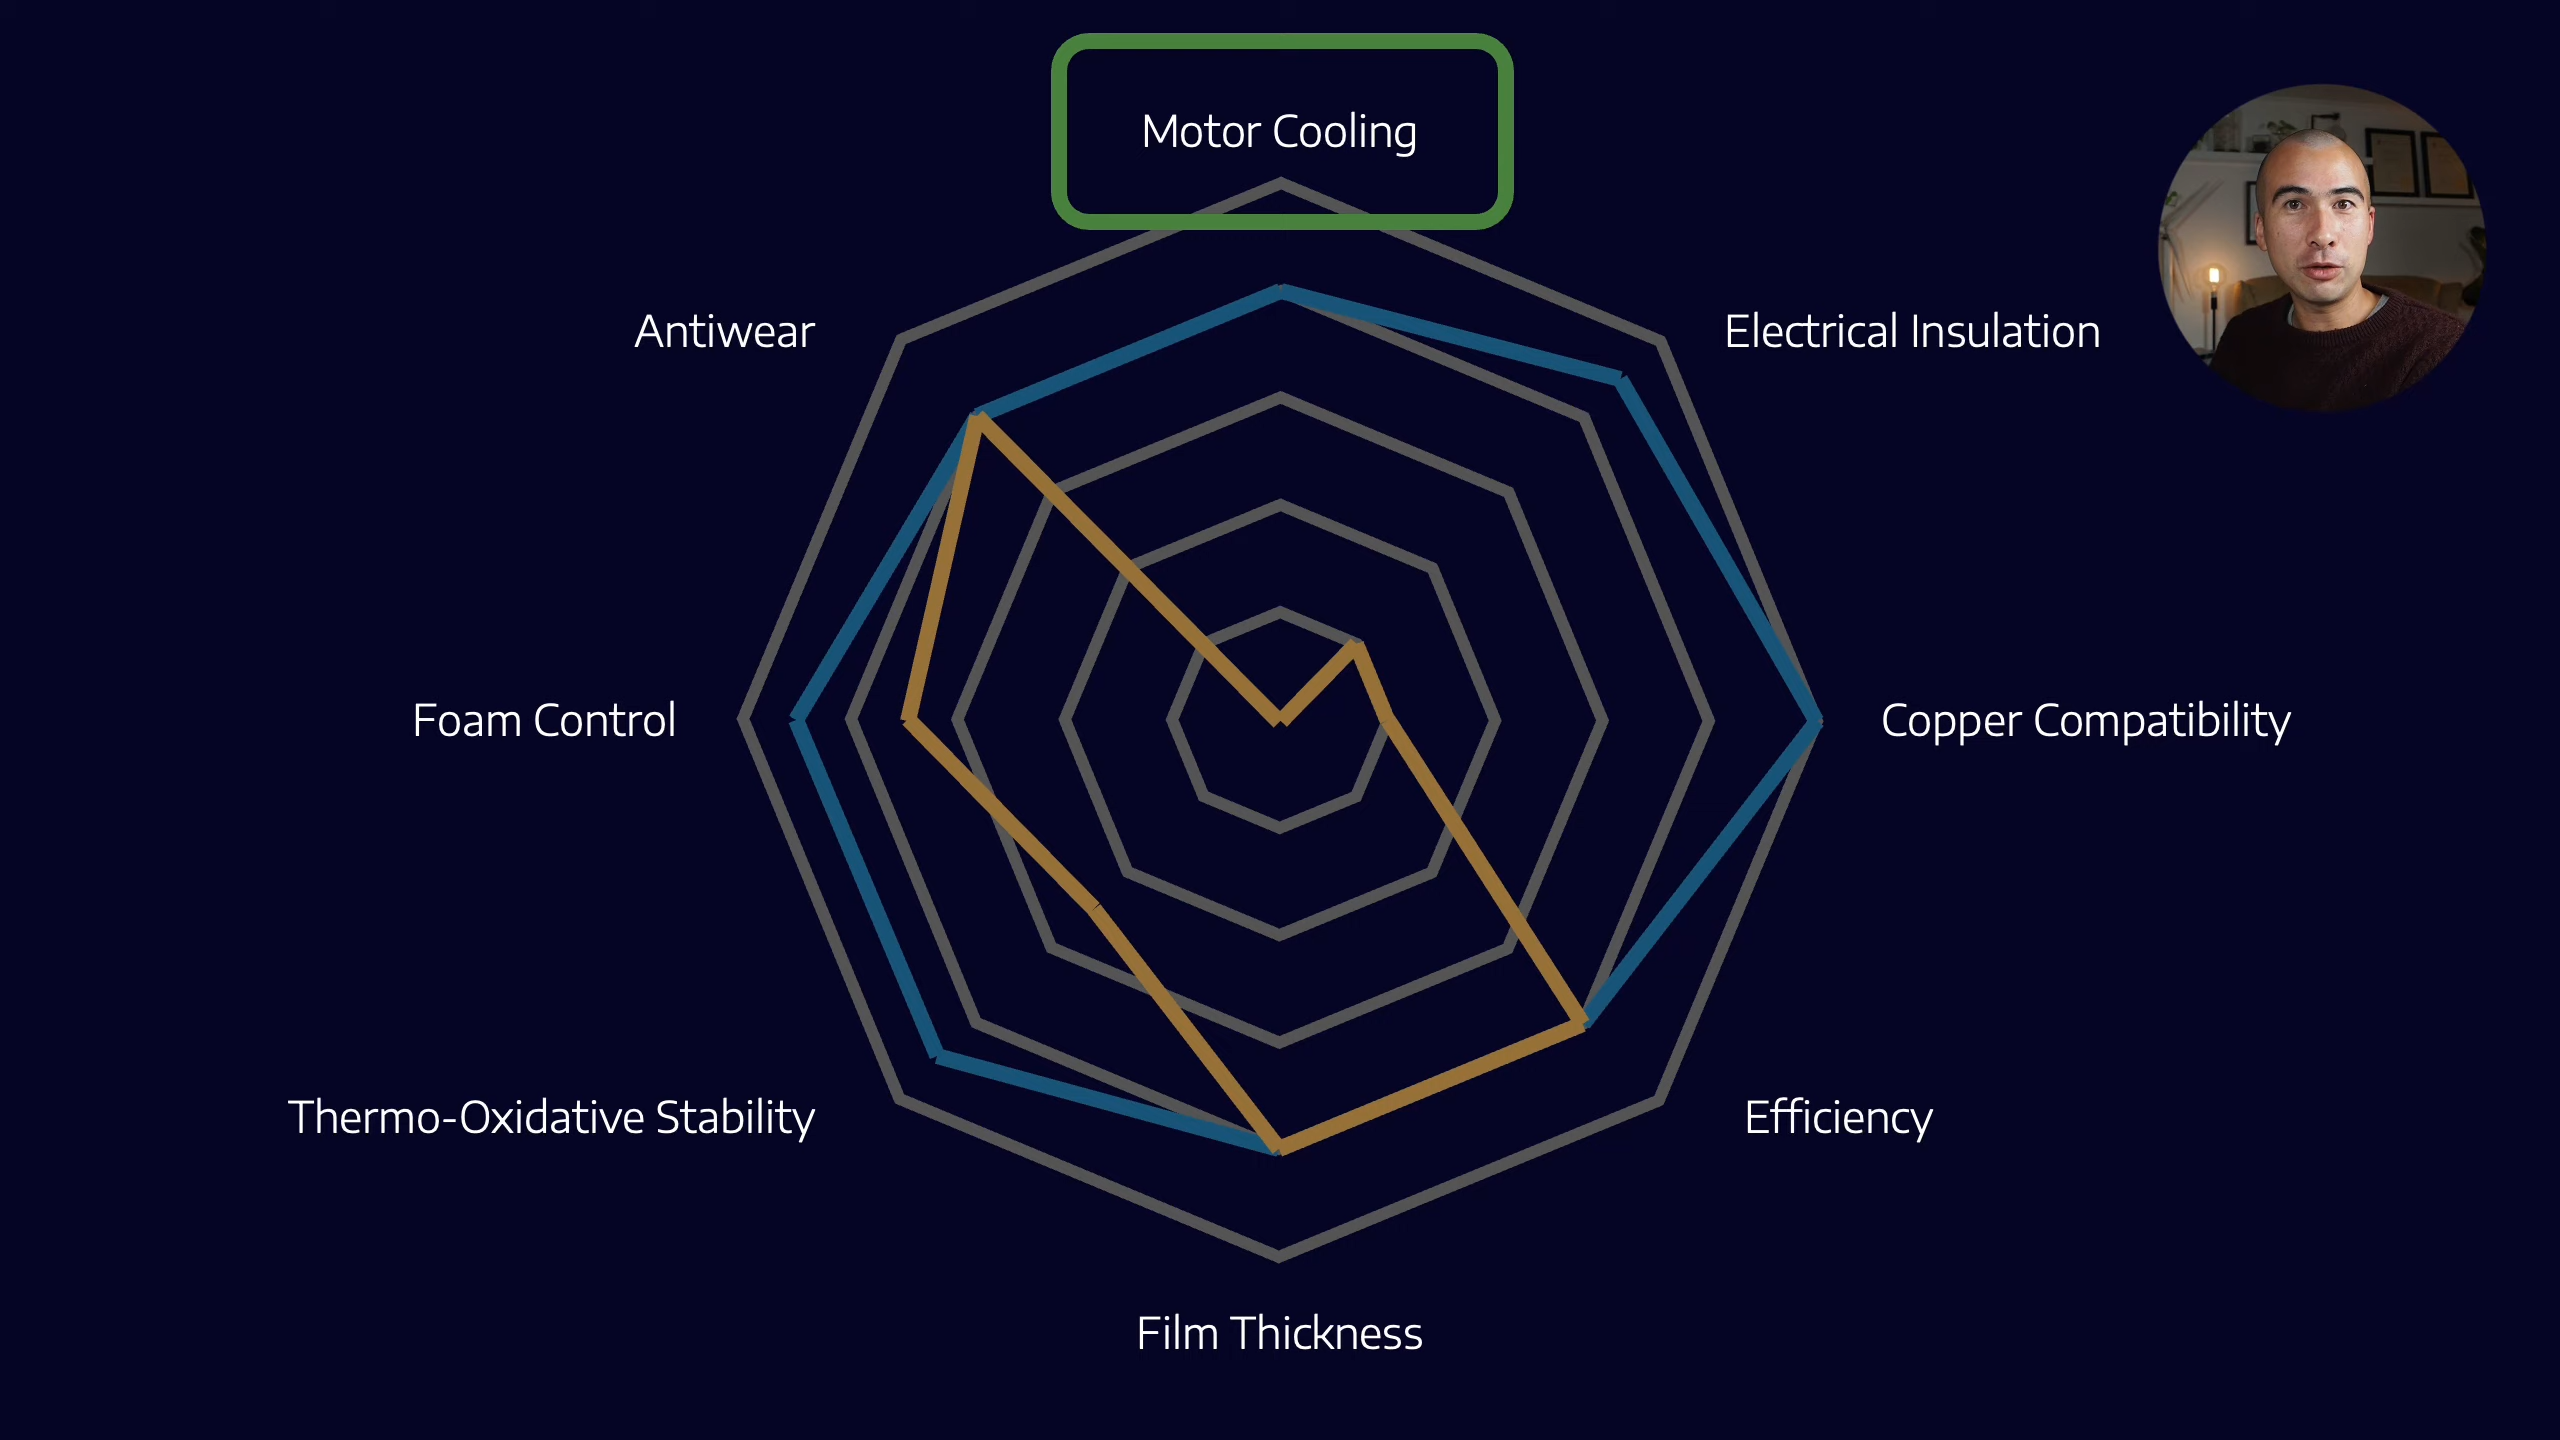 Motor Cooling
Antiwear
Electrical Insulation
Foam Control
Copper Compatibility
Thermo-Oxidative Stability
Efficiency
Film Thickness